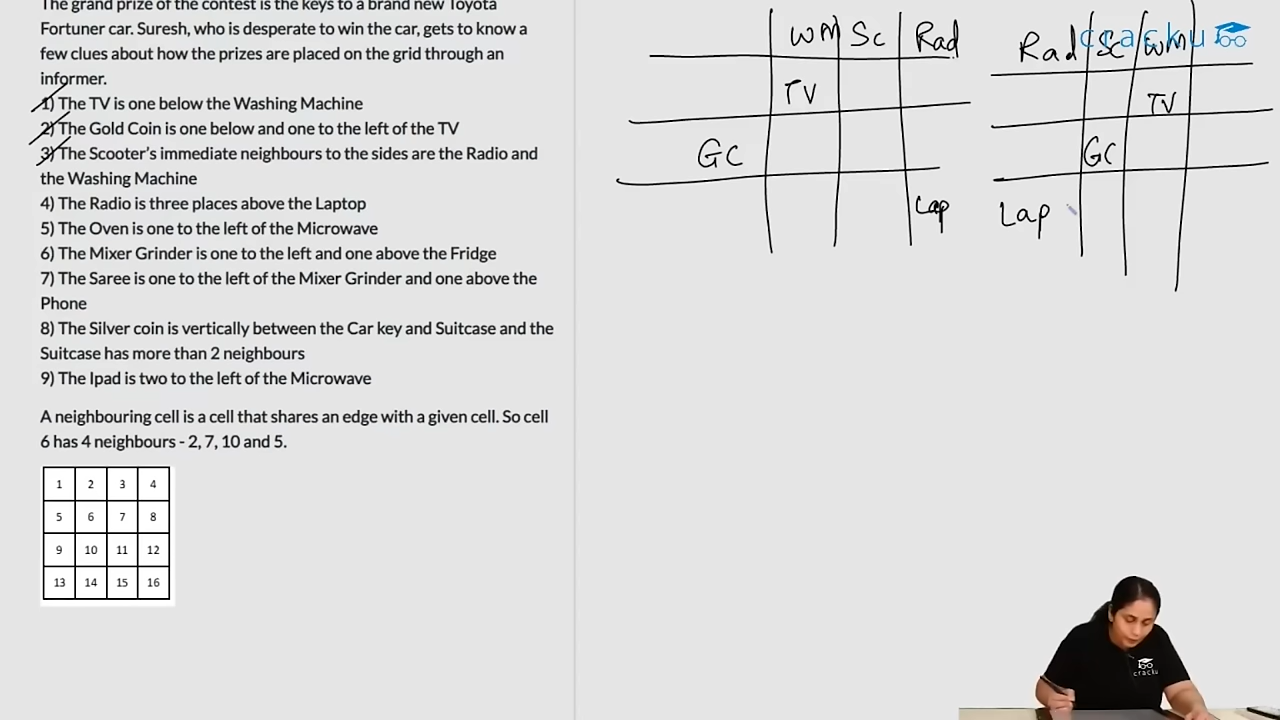 The grand prize of the contest is the keys to a brand new Toyota
Fortuner car. Suresh, who is desperate to win the car, gets to know a
few clues about how the prizes are placed on the grid through an
informer.
1) The TV is one below the Washing Machine
2) The Gold Coin is one below and one to the left of the TV
3) The Scooter's immediate neighbours to the sides are the Radio and
the Washing Machine
4) The Radio is three places above the Laptop
5) The Oven is one to the left of the Microwave
6) The Mixer Grinder is one to the left and one above the Fridge
7) The Saree is one to the left of the Mixer Grinder and one above the
Phone
8) The Silver coin is vertically between the Car key and Suitcase and the
Suitcase has more than 2 neighbours
9) The Ipad is two to the left of the Microwave
A neighbouring cell is a cell that shares an edge with a given cell. So cell
6 has 4 neighbours - 2, 7, 10 and 5.
1 2 3 4
5 6 7 8
9 10 11 12
13 14 15 16
WM Sc Rad
TV
GC
Lap
Rad Sc WM
TV
GC
Lap
cracku
cracku